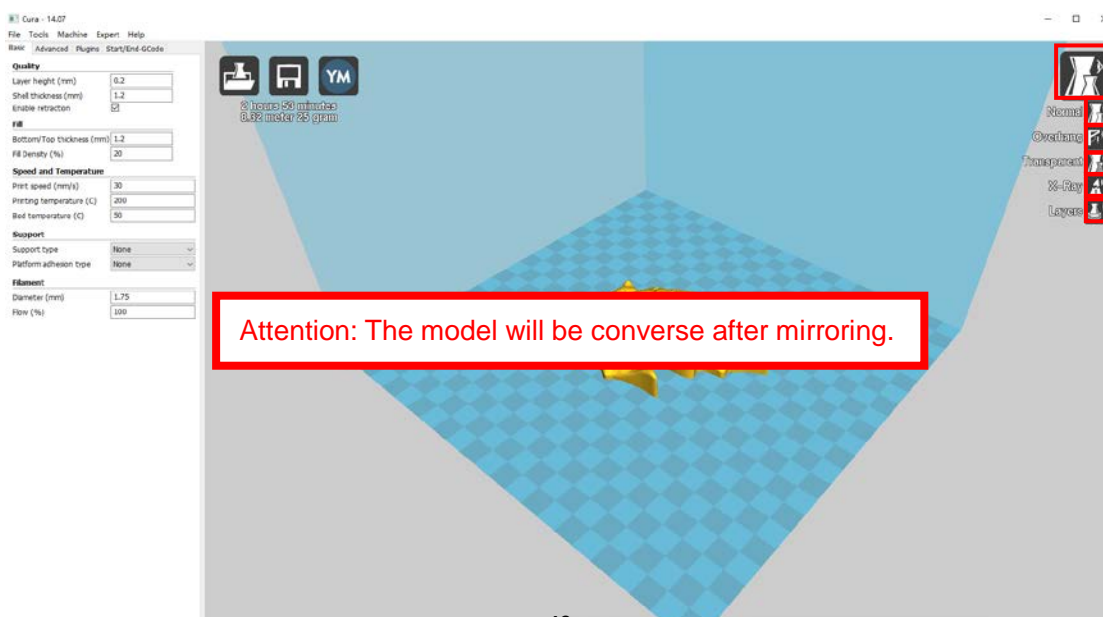 Cura - 14.07
File Tools Machine Expert Help
Basic Advanced Plugins Start/End-GCode
Quality
Layer height (mm) 0.2
Shell thickness (mm) 1.2
Enable retraction
Fill
Bottom/Top thickness (mm) 1.2
Fill Density (%) 20
Speed and Temperature
Print speed (mm/s) 30
Printing temperature (C) 200
Bed temperature (C) 50
Support
Support type None
Platform adhesion type None
Filament
Diameter (mm) 1.75
Flow (%) 100
YM
2 hours 53 minutes
8.62 meter 25 gram
Normal
Overhang
Transparent
X-Ray
Layers
Attention: The model will be converse after mirroring.